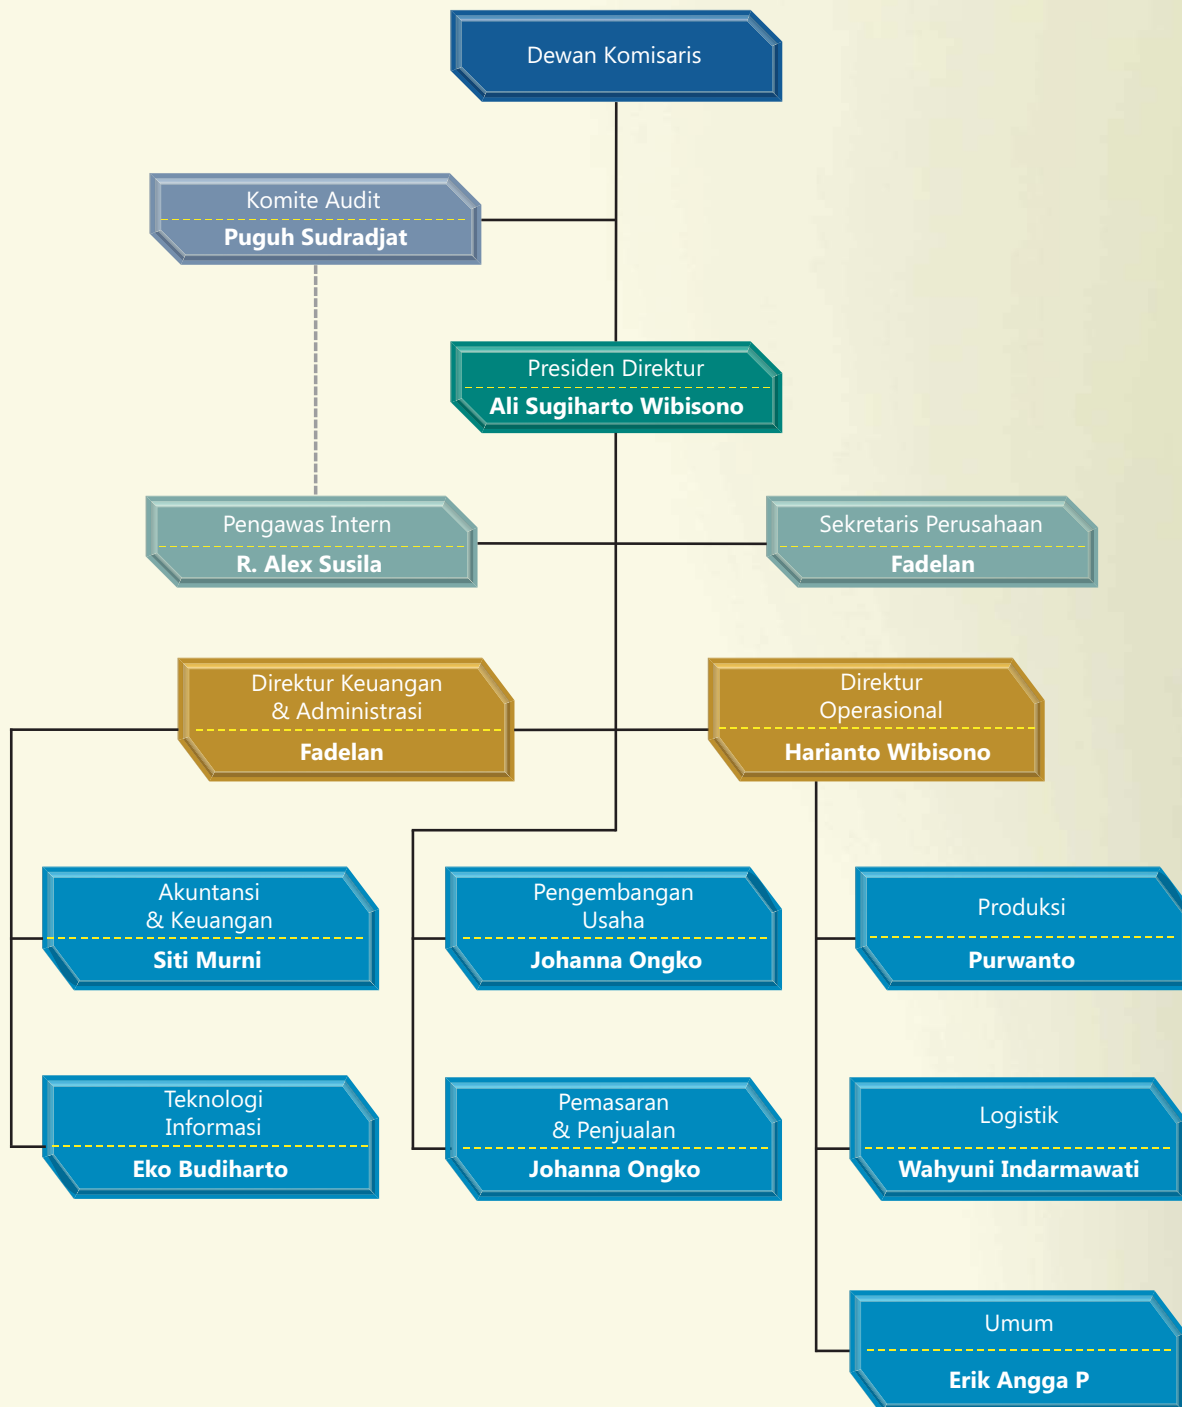 Dewan Komisaris
Komite Audit
Puguh Sudradjat
Presiden Direktur
Ali Sugiharto Wibisono
Pengawas Intern
R. Alex Susila
Sekretaris Perusahaan
Fadelan
Direktur Keuangan
& Administrasi
Fadelan
Direktur
Operasional
Harianto Wibisono
Akuntansi
& Keuangan
Siti Murni
Pengembangan
Usaha
Johanna Ongko
Produksi
Purwanto
Teknologi
Informasi
Eko Budiharto
Pemasaran
& Penjualan
Johanna Ongko
Logistik
Wahyuni Indarmawati
Umum
Erik Angga P